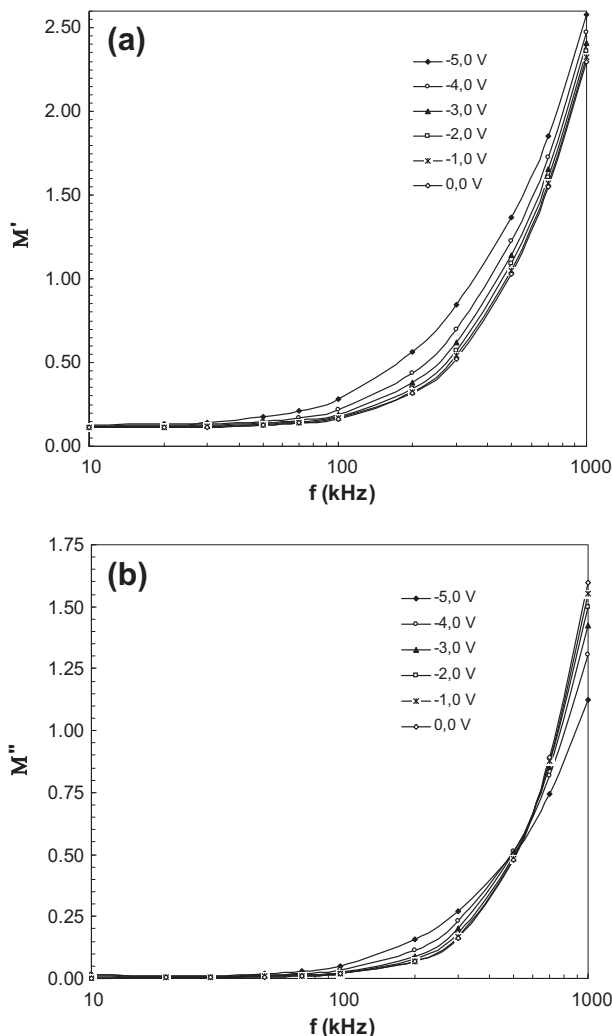 (a)
-5,0 V
-4,0 V
-3,0 V
-2,0 V
-1,0 V
0,0 V
2.50
2.00
1.50
1.00
0.50
0.00
M'
10
100
1000
f (kHz)
(b)
-5,0 V
-4,0 V
-3,0 V
-2,0 V
-1,0 V
0,0 V
1.75
1.50
1.25
1.00
0.75
0.50
0.25
0.00
M"
10
100
1000
f (kHz)